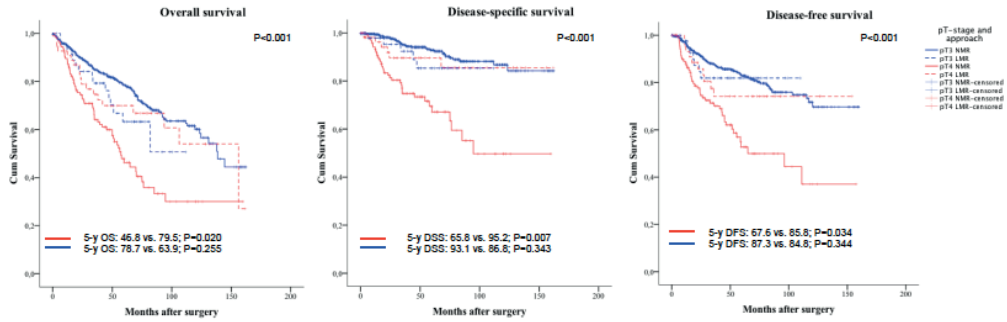 Overall survival
P<0.001
Cum Survival
1,0
0,8
0,6
0,4
0,2
0,0
5-y OS: 46.8 vs. 79.5; P=0.020
5-y OS: 78.7 vs. 63.9; P=0.255
0 50 100 150 200
Months after surgery
Disease-specific survival
P<0.001
Cum Survival
1,0
0,8
0,6
0,4
0,2
0,0
5-y DSS: 65.8 vs. 95.2; P=0.007
5-y DSS: 93.1 vs. 86.8; P=0.343
0 50 100 150 200
Months after surgery
Disease-free survival
P<0.001
Cum Survival
1,0
0,8
0,6
0,4
0,2
0,0
5-y DFS: 67.6 vs. 85.8; P=0.034
5-y DFS: 87.3 vs. 84.8; P=0.344
0 50 100 150 200
Months after surgery
pT-stage and
approach
pT3 NMR
pT3 LMR
pT4 NMR
pT4 LMR
pT3 NMR-censored
pT3 LMR-censored
pT4 NMR-censored
pT4 LMR-censored